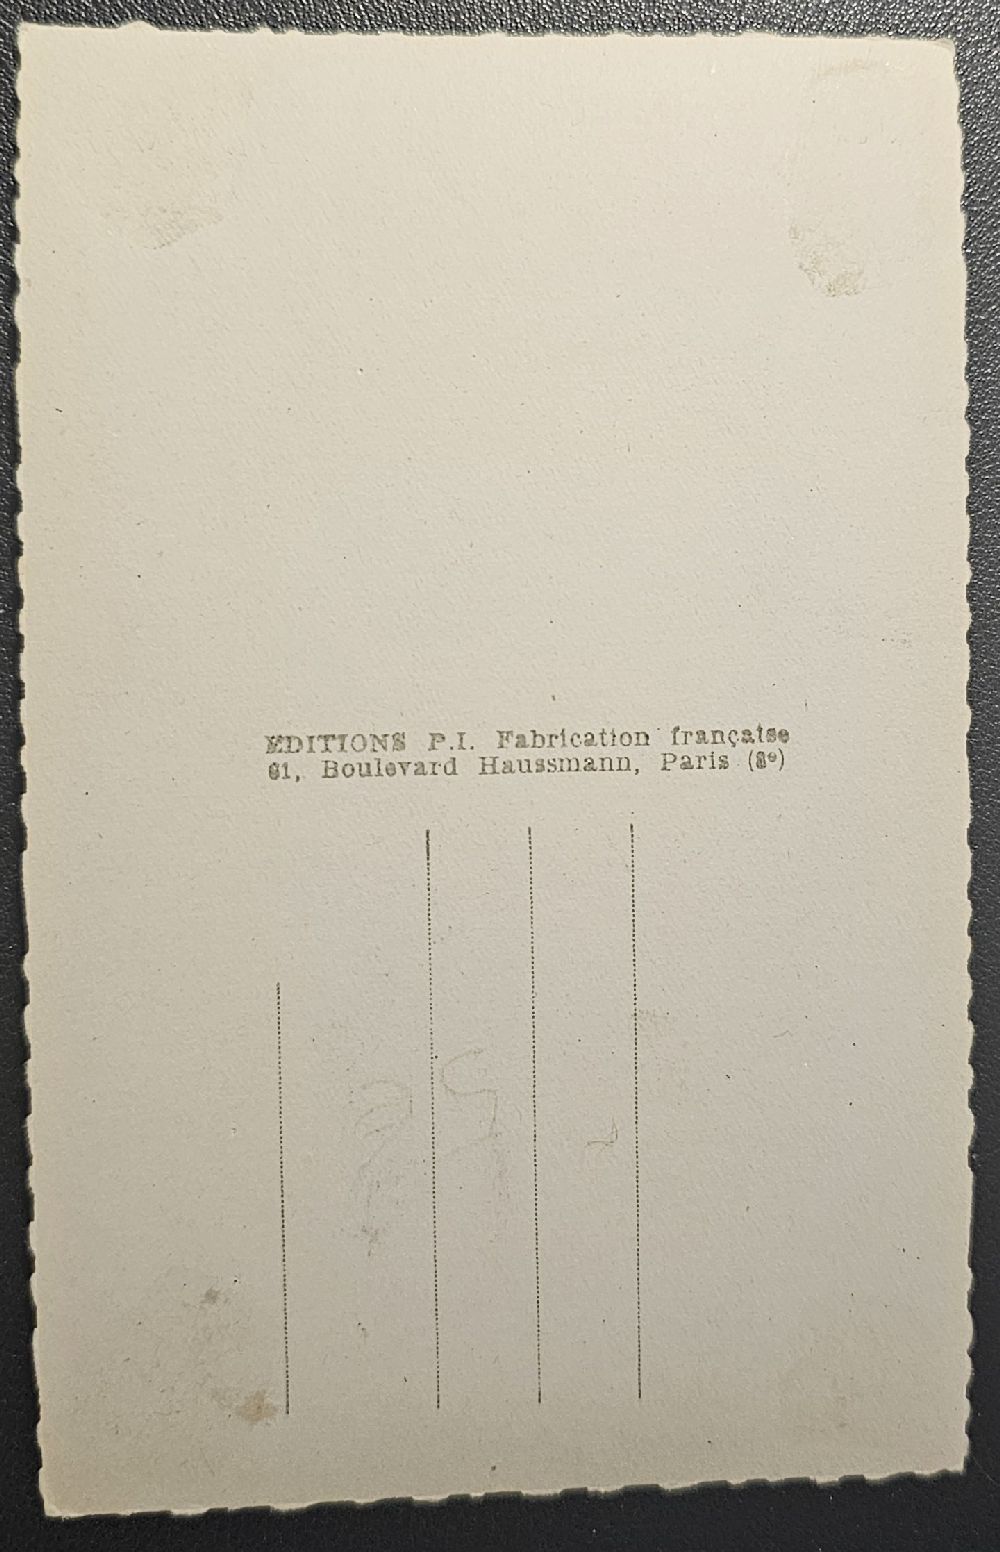 EDITIONS P.I. Fabrication française
61, Boulevard Haussmann, Paris (8e)